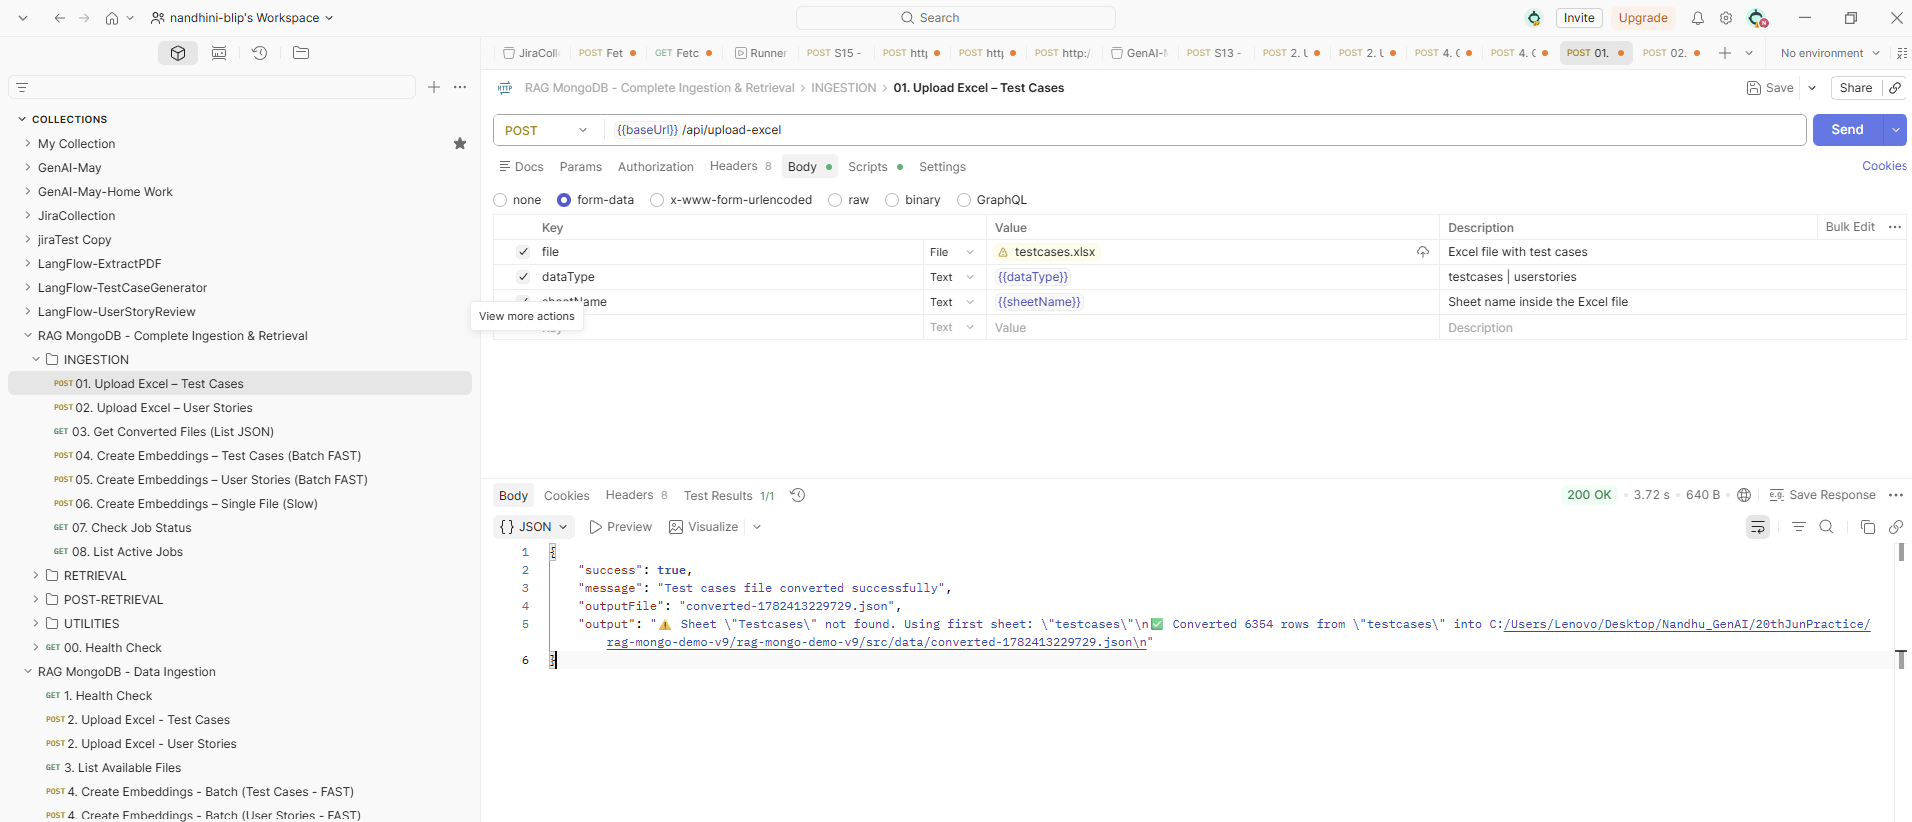 nandhini-blip's Workspace
Search
Invite
Upgrade
JiraColl
POST Fet
GET Fetc
Runner
POST S15 -
POST htt
POST htt
POST http:/
GenAI-
POST S13 -
POST 2. U
POST 2. U
POST 4. C
POST 4. C
POST 01.
POST 02.
No environment
COLLECTIONS
My Collection
GenAI-May
GenAI-May-Home Work
JiraCollection
jiraTest Copy
LangFlow-ExtractPDF
LangFlow-TestCaseGenerator
LangFlow-UserStoryReview
RAG MongoDB - Complete Ingestion & Retrieval
INGESTION
POST 01. Upload Excel – Test Cases
POST 02. Upload Excel – User Stories
GET 03. Get Converted Files (List JSON)
POST 04. Create Embeddings – Test Cases (Batch FAST)
POST 05. Create Embeddings – User Stories (Batch FAST)
POST 06. Create Embeddings – Single File (Slow)
GET 07. Check Job Status
GET 08. List Active Jobs
RETRIEVAL
POST-RETRIEVAL
UTILITIES
GET 00. Health Check
RAG MongoDB - Data Ingestion
GET 1. Health Check
POST 2. Upload Excel - Test Cases
POST 2. Upload Excel - User Stories
GET 3. List Available Files
POST 4. Create Embeddings - Batch (Test Cases - FAST)
POST 4. Create Embeddings - Batch (User Stories - FAST)
HTTP RAG MongoDB - Complete Ingestion & Retrieval > INGESTION > 01. Upload Excel – Test Cases
Save
Share
POST {{baseUrl}} /api/upload-excel
Send
Docs Params Authorization Headers 8 Body Scripts Settings
Cookies
none form-data x-www-form-urlencoded raw binary GraphQL
Key Value Description Bulk Edit
file File testcases.xlsx Excel file with test cases
dataType Text {{dataType}} testcases | userstories
sheetName Text {{sheetName}} Sheet name inside the Excel file
View more actions
Key Text Value Description
Body Cookies Headers 8 Test Results 1/1
200 OK 3.72 s 640 B e.g. Save Response
{} JSON Preview Visualize
1 {
2 "success": true,
3 "message": "Test cases file converted successfully",
4 "outputFile": "converted-1782413229729.json",
5 "output": "⚠️ Sheet \"Testcases\" not found. Using first sheet: \"testcases\"\n✅ Converted 6354 rows from \"testcases\" into C:/Users/Lenovo/Desktop/Nandhu_GenAI/20thJunPractice/
rag-mongo-demo-v9/rag-mongo-demo-v9/src/data/converted-1782413229729.json\n"
6 }